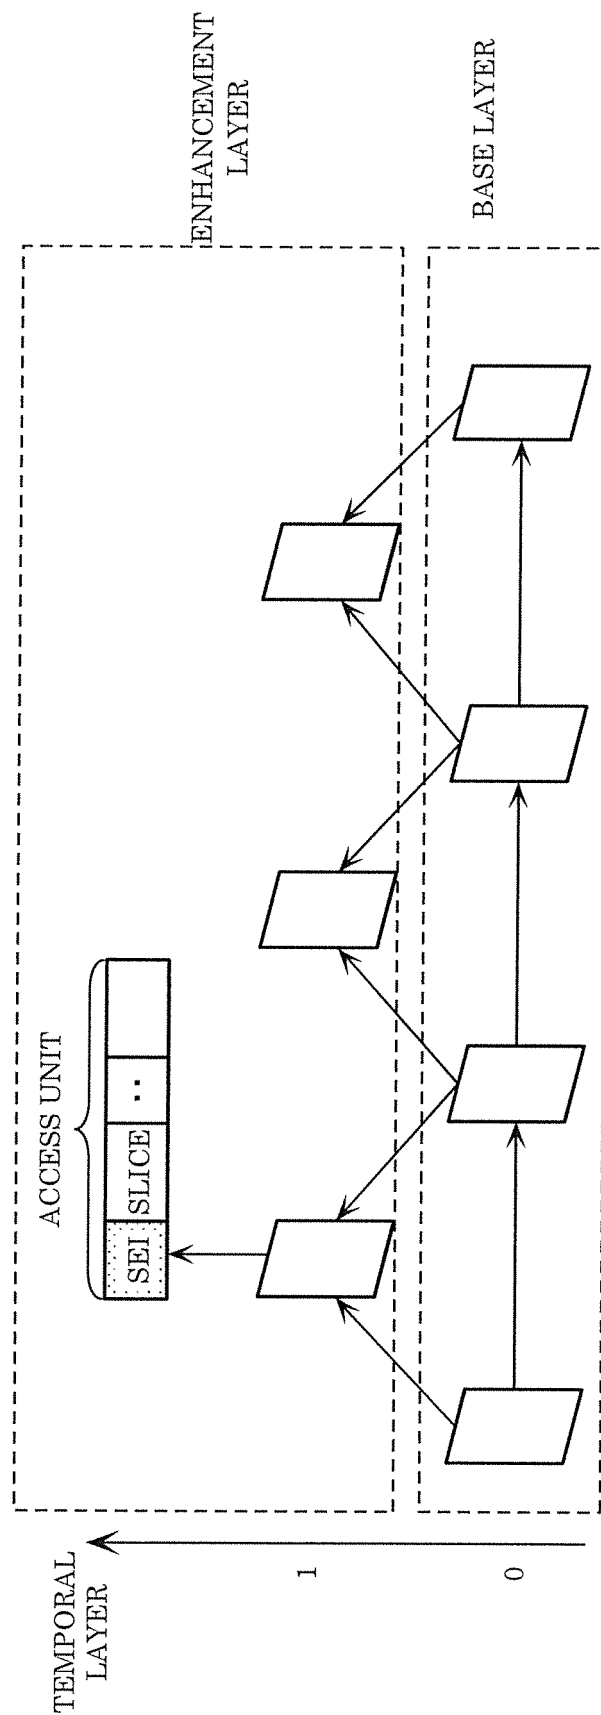 TEMPORAL
LAYER
1
0
ACCESS UNIT
SEI SLICE ..
ENHANCEMENT
LAYER
BASE LAYER